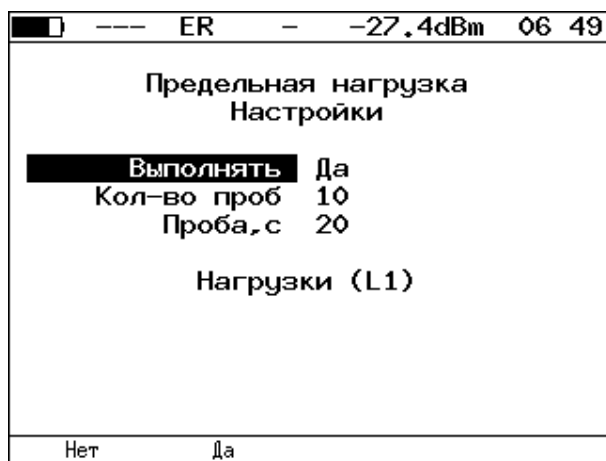 --- ER - -27.4dBm 06 49
Предельная нагрузка
Настройки
Выполнять Да
Кол-во проб 10
Проба,с 20
Нагрузки (L1)
Нет Да